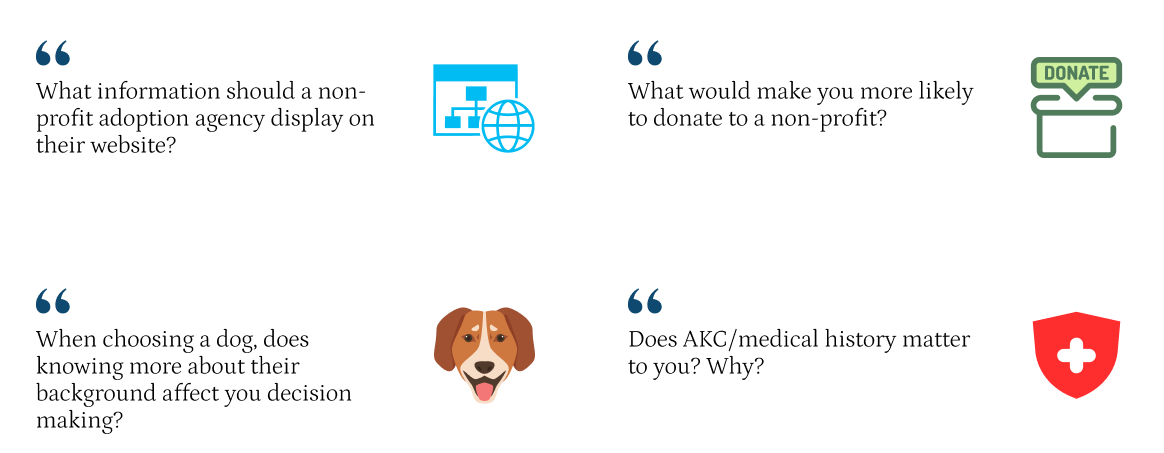 What information should a non-
profit adoption agency display on
their website?
What would make you more likely
to donate to a non-profit?
DONATE
When choosing a dog, does
knowing more about their
background affect you decision
making?
Does AKC/medical history matter
to you? Why?